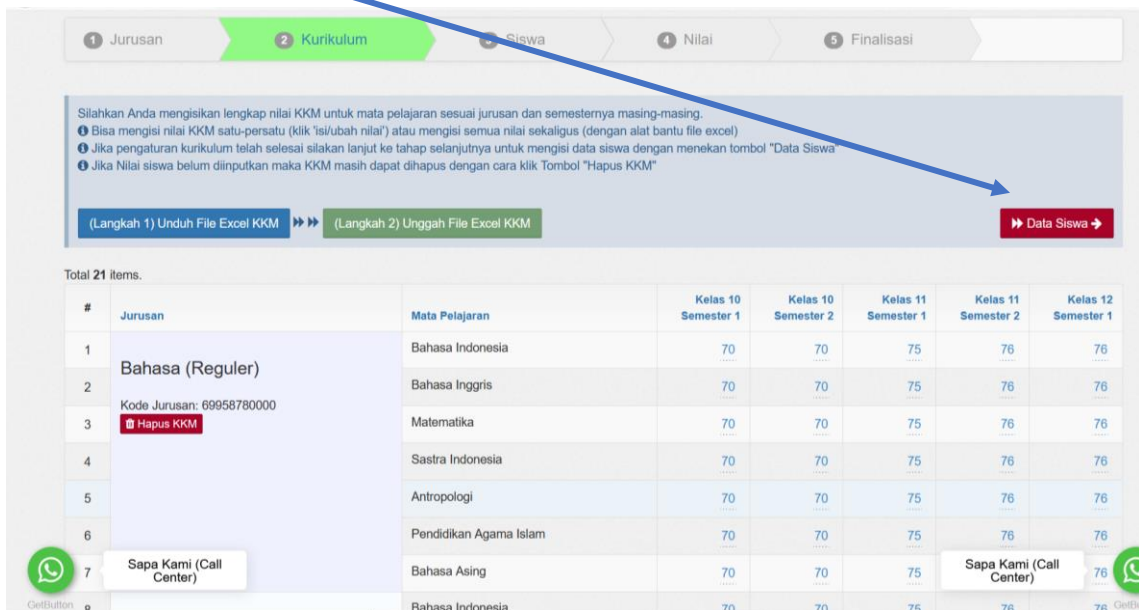 1 Jurusan
2 Kurikulum
3 Siswa
4 Nilai
5 Finalisasi
Silahkan Anda mengisikan lengkap nilai KKM untuk mata pelajaran sesuai jurusan dan semesternya masing-masing.
Bisa mengisi nilai KKM satu-persatu (klik 'isi/ubah nilai') atau mengisi semua nilai sekaligus (dengan alat bantu file excel)
Jika pengaturan kurikulum telah selesai silakan lanjut ke tahap selanjutnya untuk mengisi data siswa dengan menekan tombol "Data Siswa"
Jika Nilai siswa belum diinputkan maka KKM masih dapat dihapus dengan cara klik Tombol "Hapus KKM"
(Langkah 1) Unduh File Excel KKM
(Langkah 2) Unggah File Excel KKM
Data Siswa
Total 21 items.
# Jurusan Mata Pelajaran Kelas 10 Semester 1 Kelas 10 Semester 2 Kelas 11 Semester 1 Kelas 11 Semester 2 Kelas 12 Semester 1
Bahasa (Reguler)
Kode Jurusan: 69958780000
Hapus KKM
1 Bahasa Indonesia 70 70 75 76 76
2 Bahasa Inggris 70 70 75 76 76
3 Matematika 70 70 75 76 76
4 Sastra Indonesia 70 70 75 76 76
5 Antropologi 70 70 75 76 76
6 Pendidikan Agama Islam 70 70 75 76 76
7 Bahasa Asing 70 70 75 76
8 Bahasa Indonesia 70 70 75 76 76
Sapa Kami (Call Center)
GetButton
Sapa Kami (Call Center)